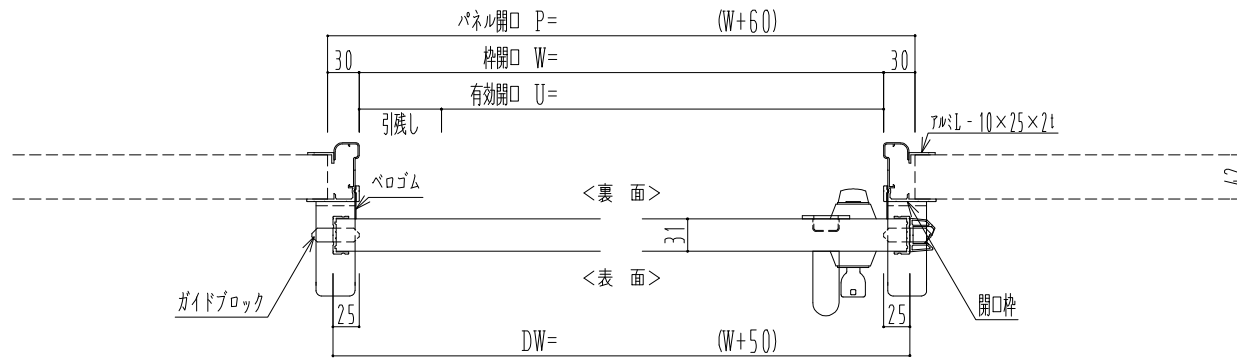 パネル開口 P= (W+60)
30 枠開口 W= 30
有効開口 U=
引残し
アルミL - 10×25×2t
ベロゴム
<裏 面>
42
31
<表 面>
ガイドブロック
開口枠
25 25
DW= (W+50)